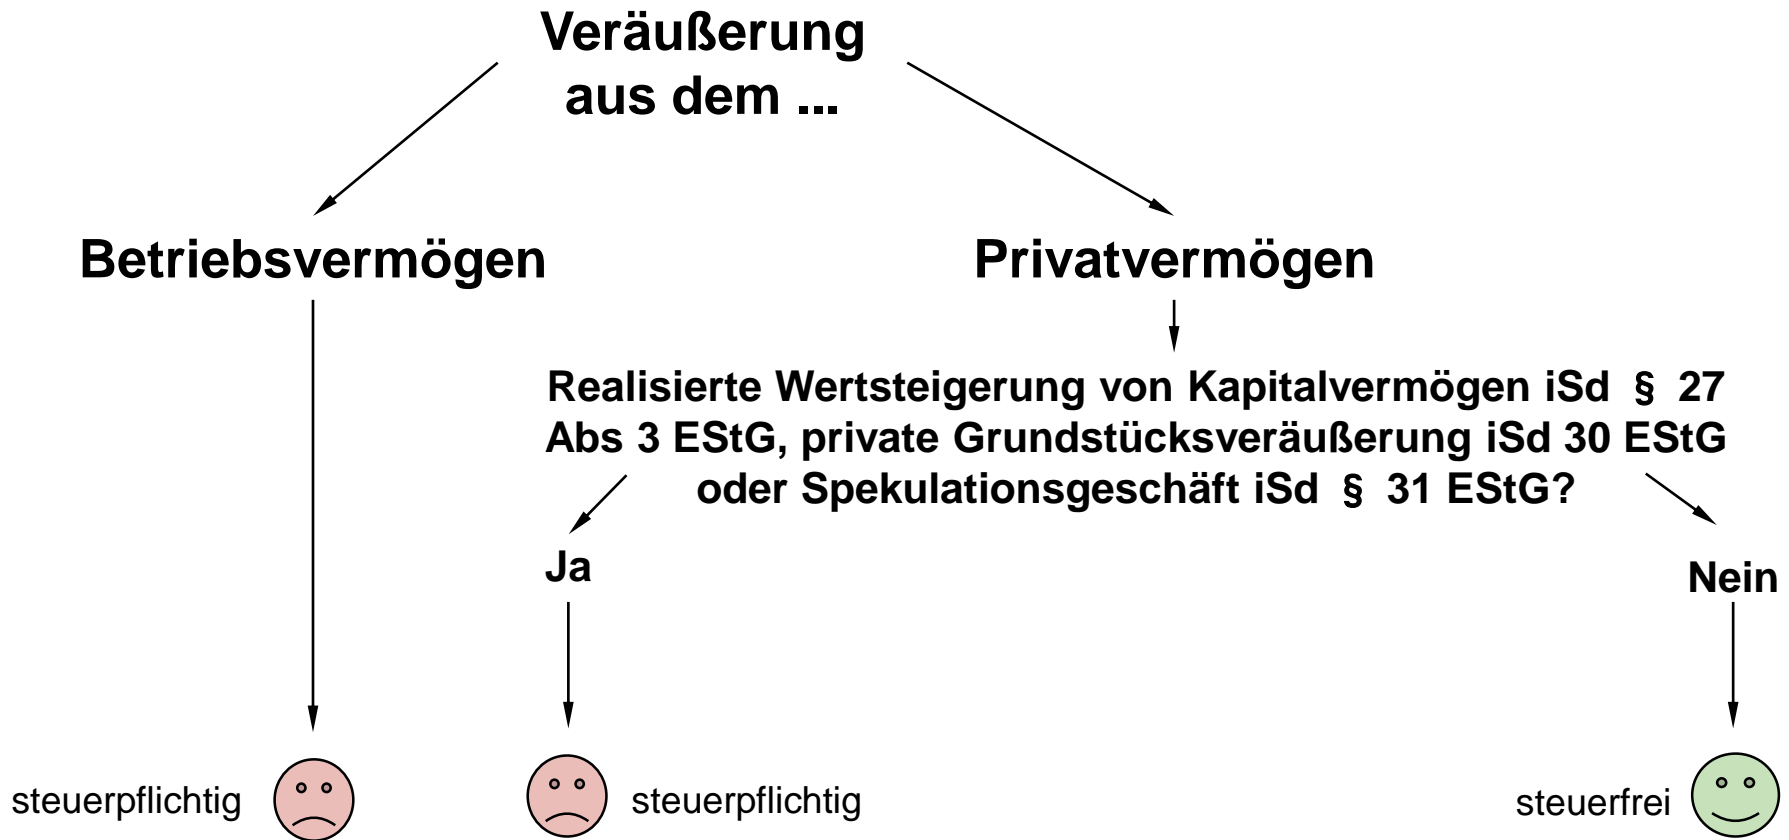 Veräußerung
aus dem ...
Betriebsvermögen
Privatvermögen
Realisierte Wertsteigerung von Kapitalvermögen iSd § 27
Abs 3 EStG, private Grundstücksveräußerung iSd 30 EStG
oder Spekulationsgeschäft iSd § 31 EStG?
Ja
Nein
steuerpflichtig
steuerpflichtig
steuerfrei